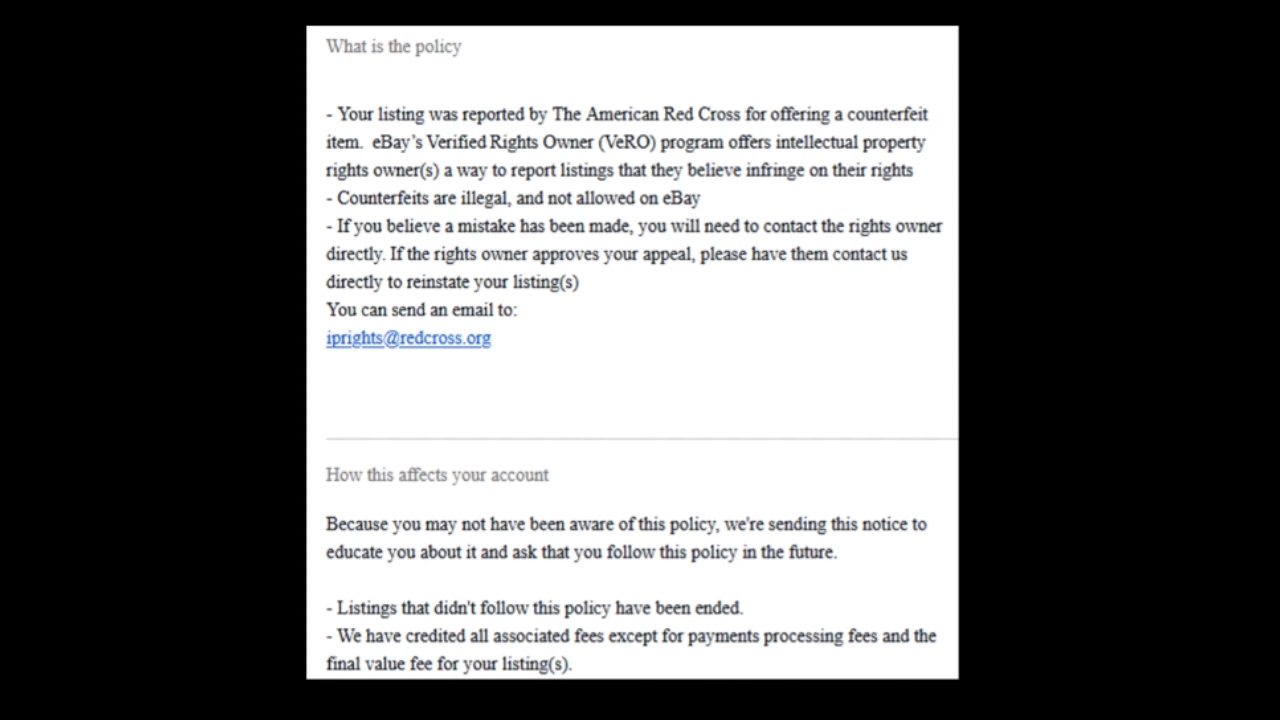 What is the policy
- Your listing was reported by The American Red Cross for offering a counterfeit
item.  eBay’s Verified Rights Owner (VeRO) program offers intellectual property
rights owner(s) a way to report listings that they believe infringe on their rights
- Counterfeits are illegal, and not allowed on eBay
- If you believe a mistake has been made, you will need to contact the rights owner
directly. If the rights owner approves your appeal, please have them contact us
directly to reinstate your listing(s)
You can send an email to:
iprights@redcross.org
How this affects your account
Because you may not have been aware of this policy, we're sending this notice to
educate you about it and ask that you follow this policy in the future.
- Listings that didn't follow this policy have been ended.
- We have credited all associated fees except for payments processing fees and the
final value fee for your listing(s).